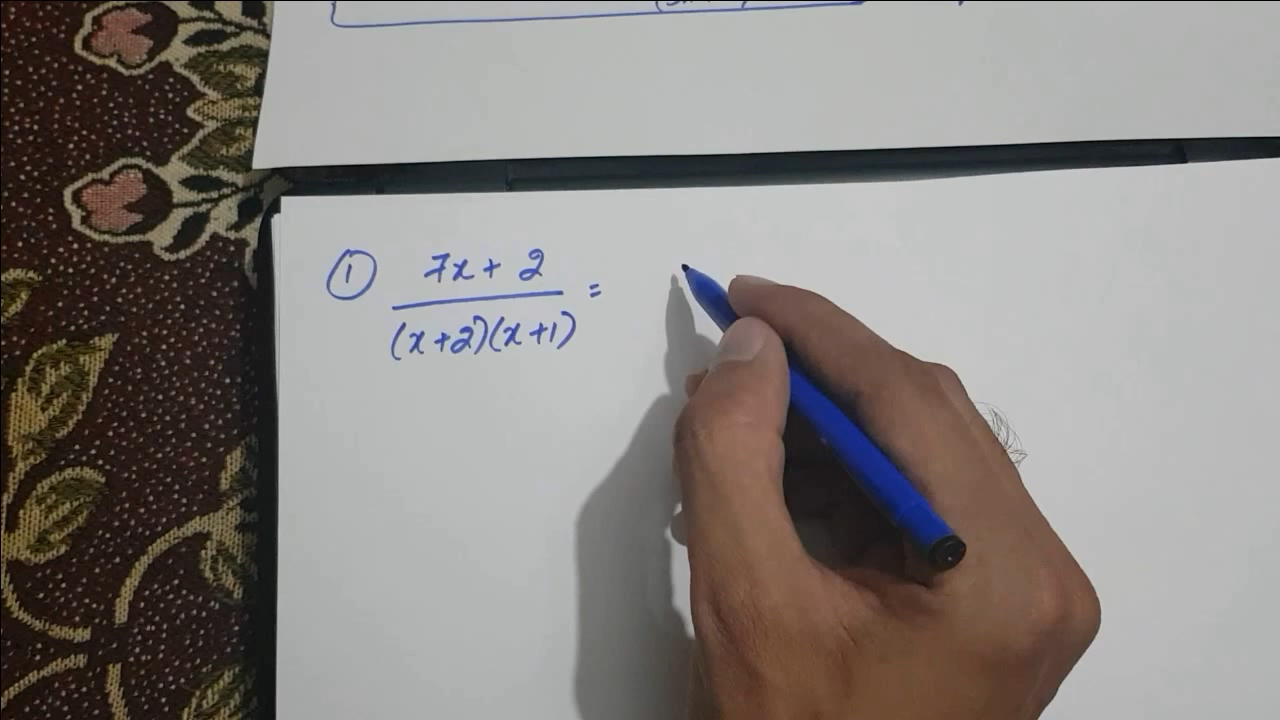 ① 7x + 2
=
(x+2)(x+1)